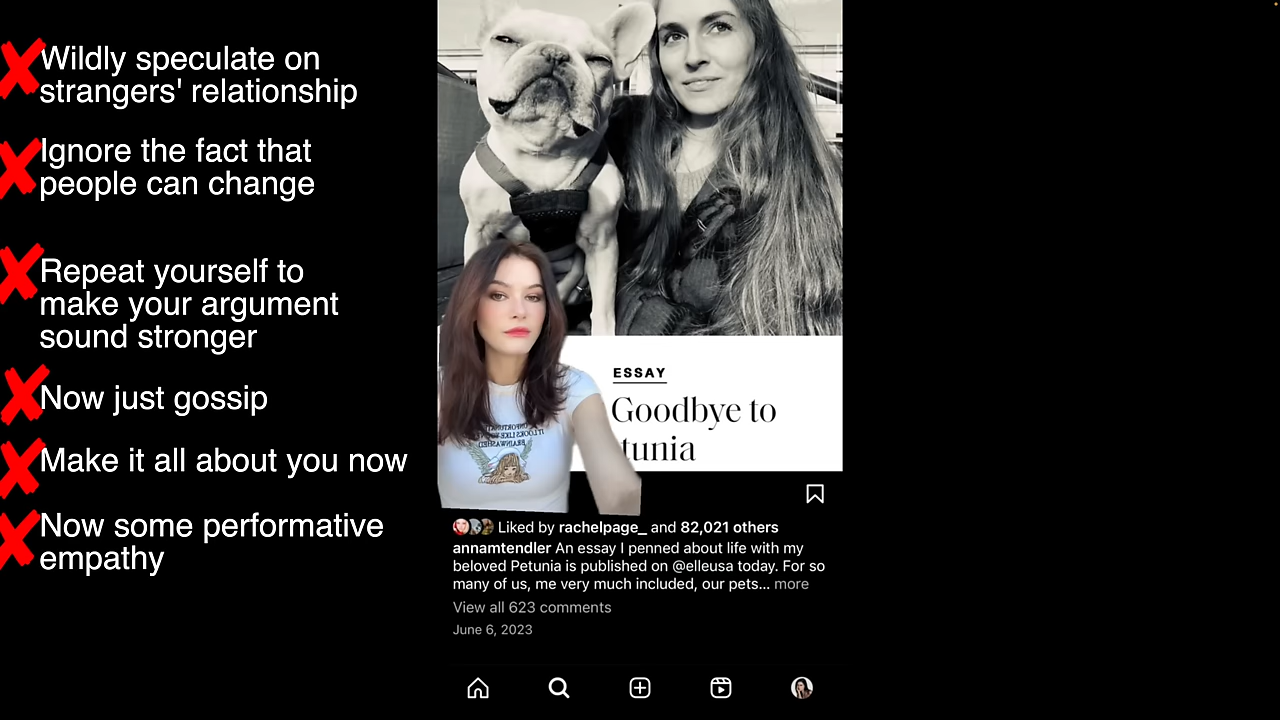 Wildly speculate on
strangers' relationship
Ignore the fact that
people can change
Repeat yourself to
make your argument
sound stronger
Now just gossip
Make it all about you now
Now some performative
empathy
ESSAY
Goodbye to
tunia
Liked by rachelpage_ and 82,021 others
annamtendler An essay I penned about life with my
beloved Petunia is published on @elleusa today. For so
many of us, me very much included, our pets... more
View all 623 comments
June 6, 2023